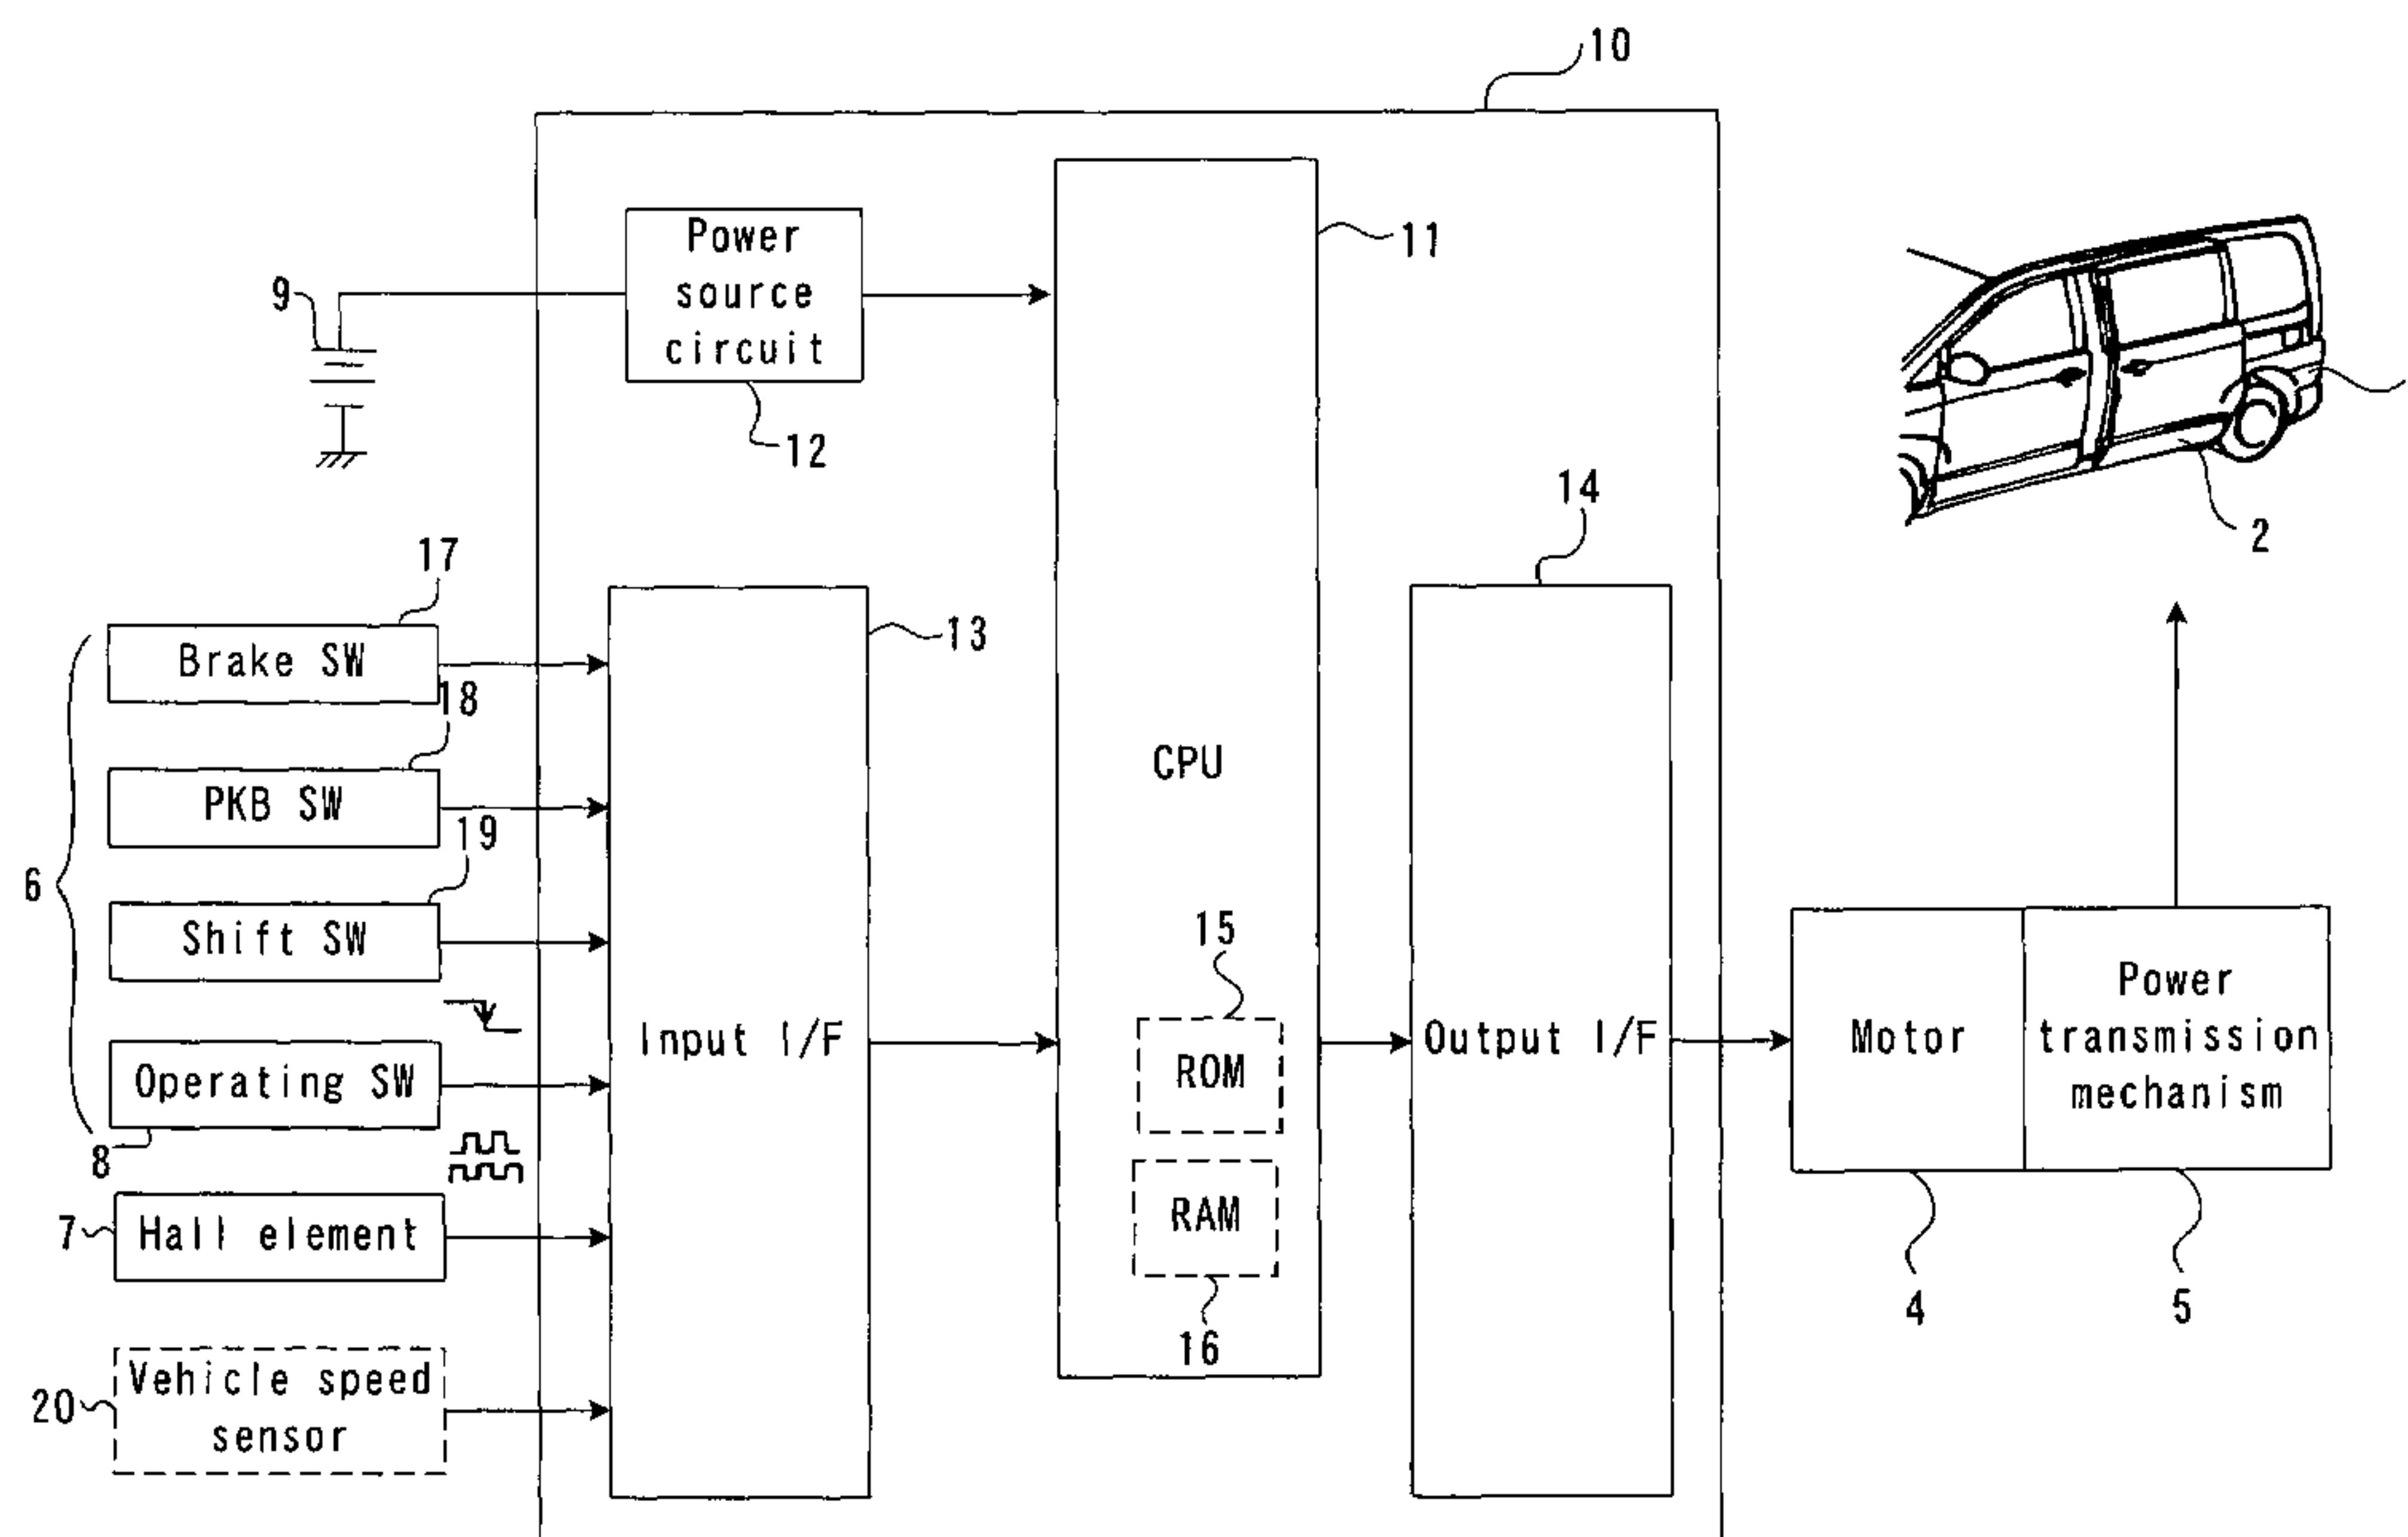 10
Power
source
circuit
11
9
12
2
14
17
13
Brake SW
18
PKB SW
CPU
19
6
Shift SW
15
Input I/F
Output I/F
Motor
Power
transmission
mechanism
Operating SW
ROM
8
RAM
7
Hall element
4
5
16
Vehicle speed
sensor
20